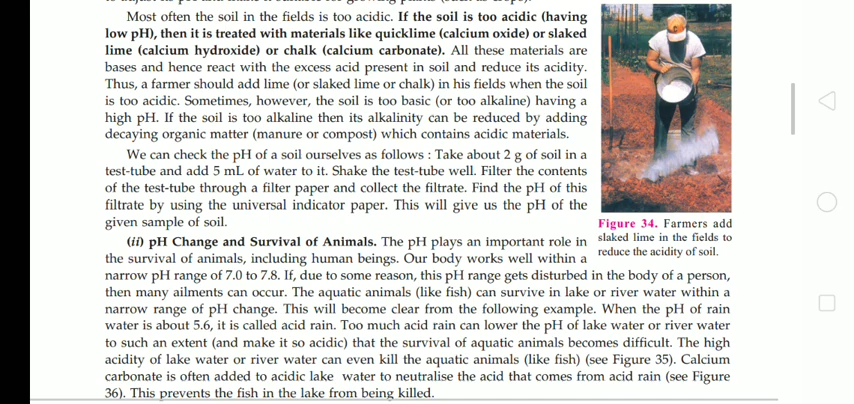 Most often the soil in the fields is too acidic. If the soil is too acidic (having
low pH), then it is treated with materials like quicklime (calcium oxide) or slaked
lime (calcium hydroxide) or chalk (calcium carbonate). All these materials are
bases and hence react with the excess acid present in soil and reduce its acidity.
Thus, a farmer should add lime (or slaked lime or chalk) in his fields when the soil
is too acidic. Sometimes, however, the soil is too basic (or too alkaline) having a
high pH. If the soil is too alkaline then its alkalinity can be reduced by adding
decaying organic matter (manure or compost) which contains acidic materials.
We can check the pH of a soil ourselves as follows : Take about 2 g of soil in a
test-tube and add 5 mL of water to it. Shake the test-tube well. Filter the contents
of the test-tube through a filter paper and collect the filtrate. Find the pH of this
filtrate by using the universal indicator paper. This will give us the pH of the
given sample of soil.
Figure 34. Farmers add
slaked lime in the fields to
reduce the acidity of soil.
(ii) pH Change and Survival of Animals. The pH plays an important role in
the survival of animals, including human beings. Our body works well within a
narrow pH range of 7.0 to 7.8. If, due to some reason, this pH range gets disturbed in the body of a person,
then many ailments can occur. The aquatic animals (like fish) can survive in lake or river water within a
narrow range of pH change. This will become clear from the following example. When the pH of rain
water is about 5.6, it is called acid rain. Too much acid rain can lower the pH of lake water or river water
to such an extent (and make it so acidic) that the survival of aquatic animals becomes difficult. The high
acidity of lake water or river water can even kill the aquatic animals (like fish) (see Figure 35). Calcium
carbonate is often added to acidic lake water to neutralise the acid that comes from acid rain (see Figure
36). This prevents the fish in the lake from being killed.